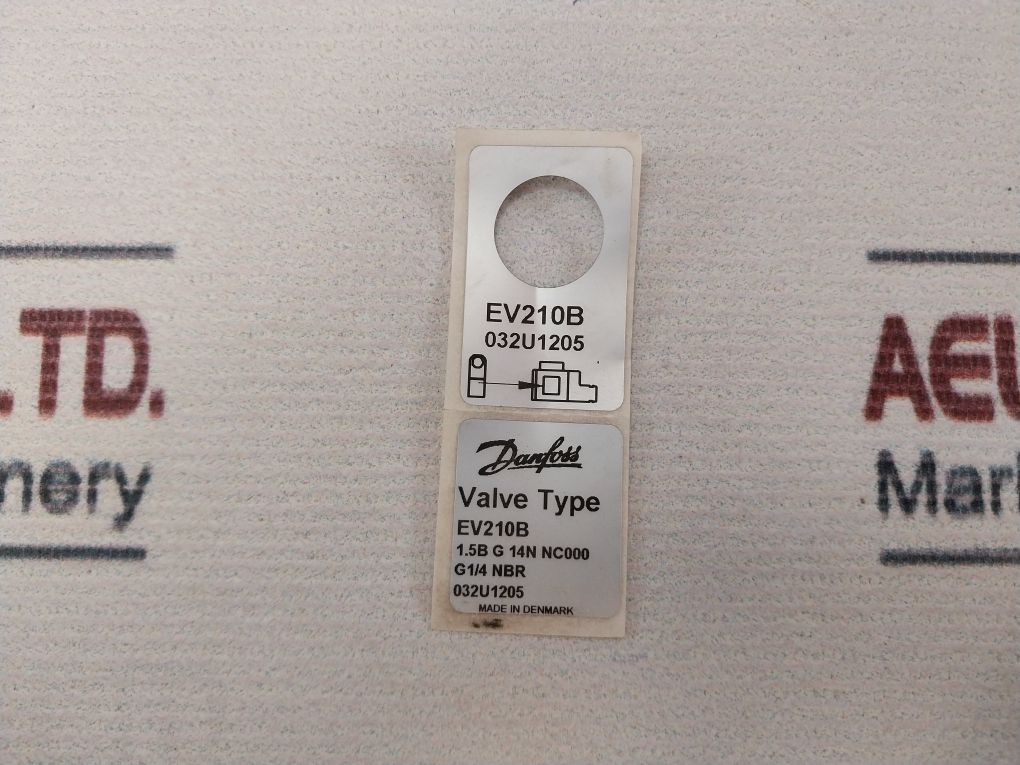 EV210B
032U1205
Danfoss
Valve Type
EV210B
1.5B G 14N NC000
G1/4 NBR
032U1205
MADE IN DENMARK
.TD.
nery
AEU
Mari